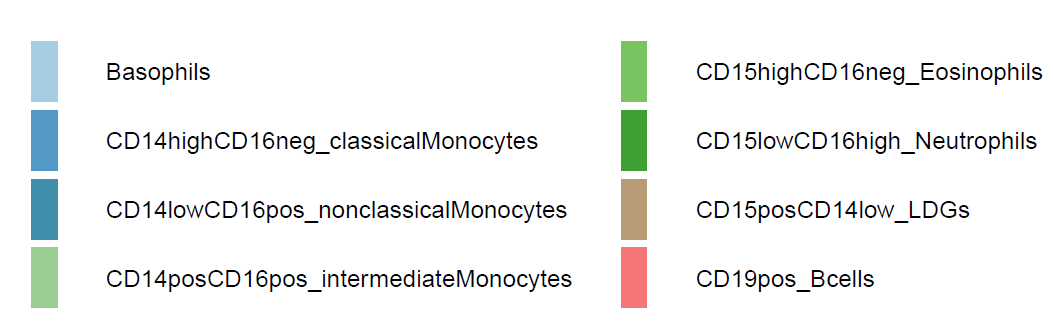 Basophils
CD14highCD16neg_classicalMonocytes
CD14lowCD16pos_nonclassicalMonocytes
CD14posCD16pos_intermediateMonocytes
CD15highCD16neg_Eosinophils
CD15lowCD16high_Neutrophils
CD15posCD14low_LDGs
CD19pos_Bcells